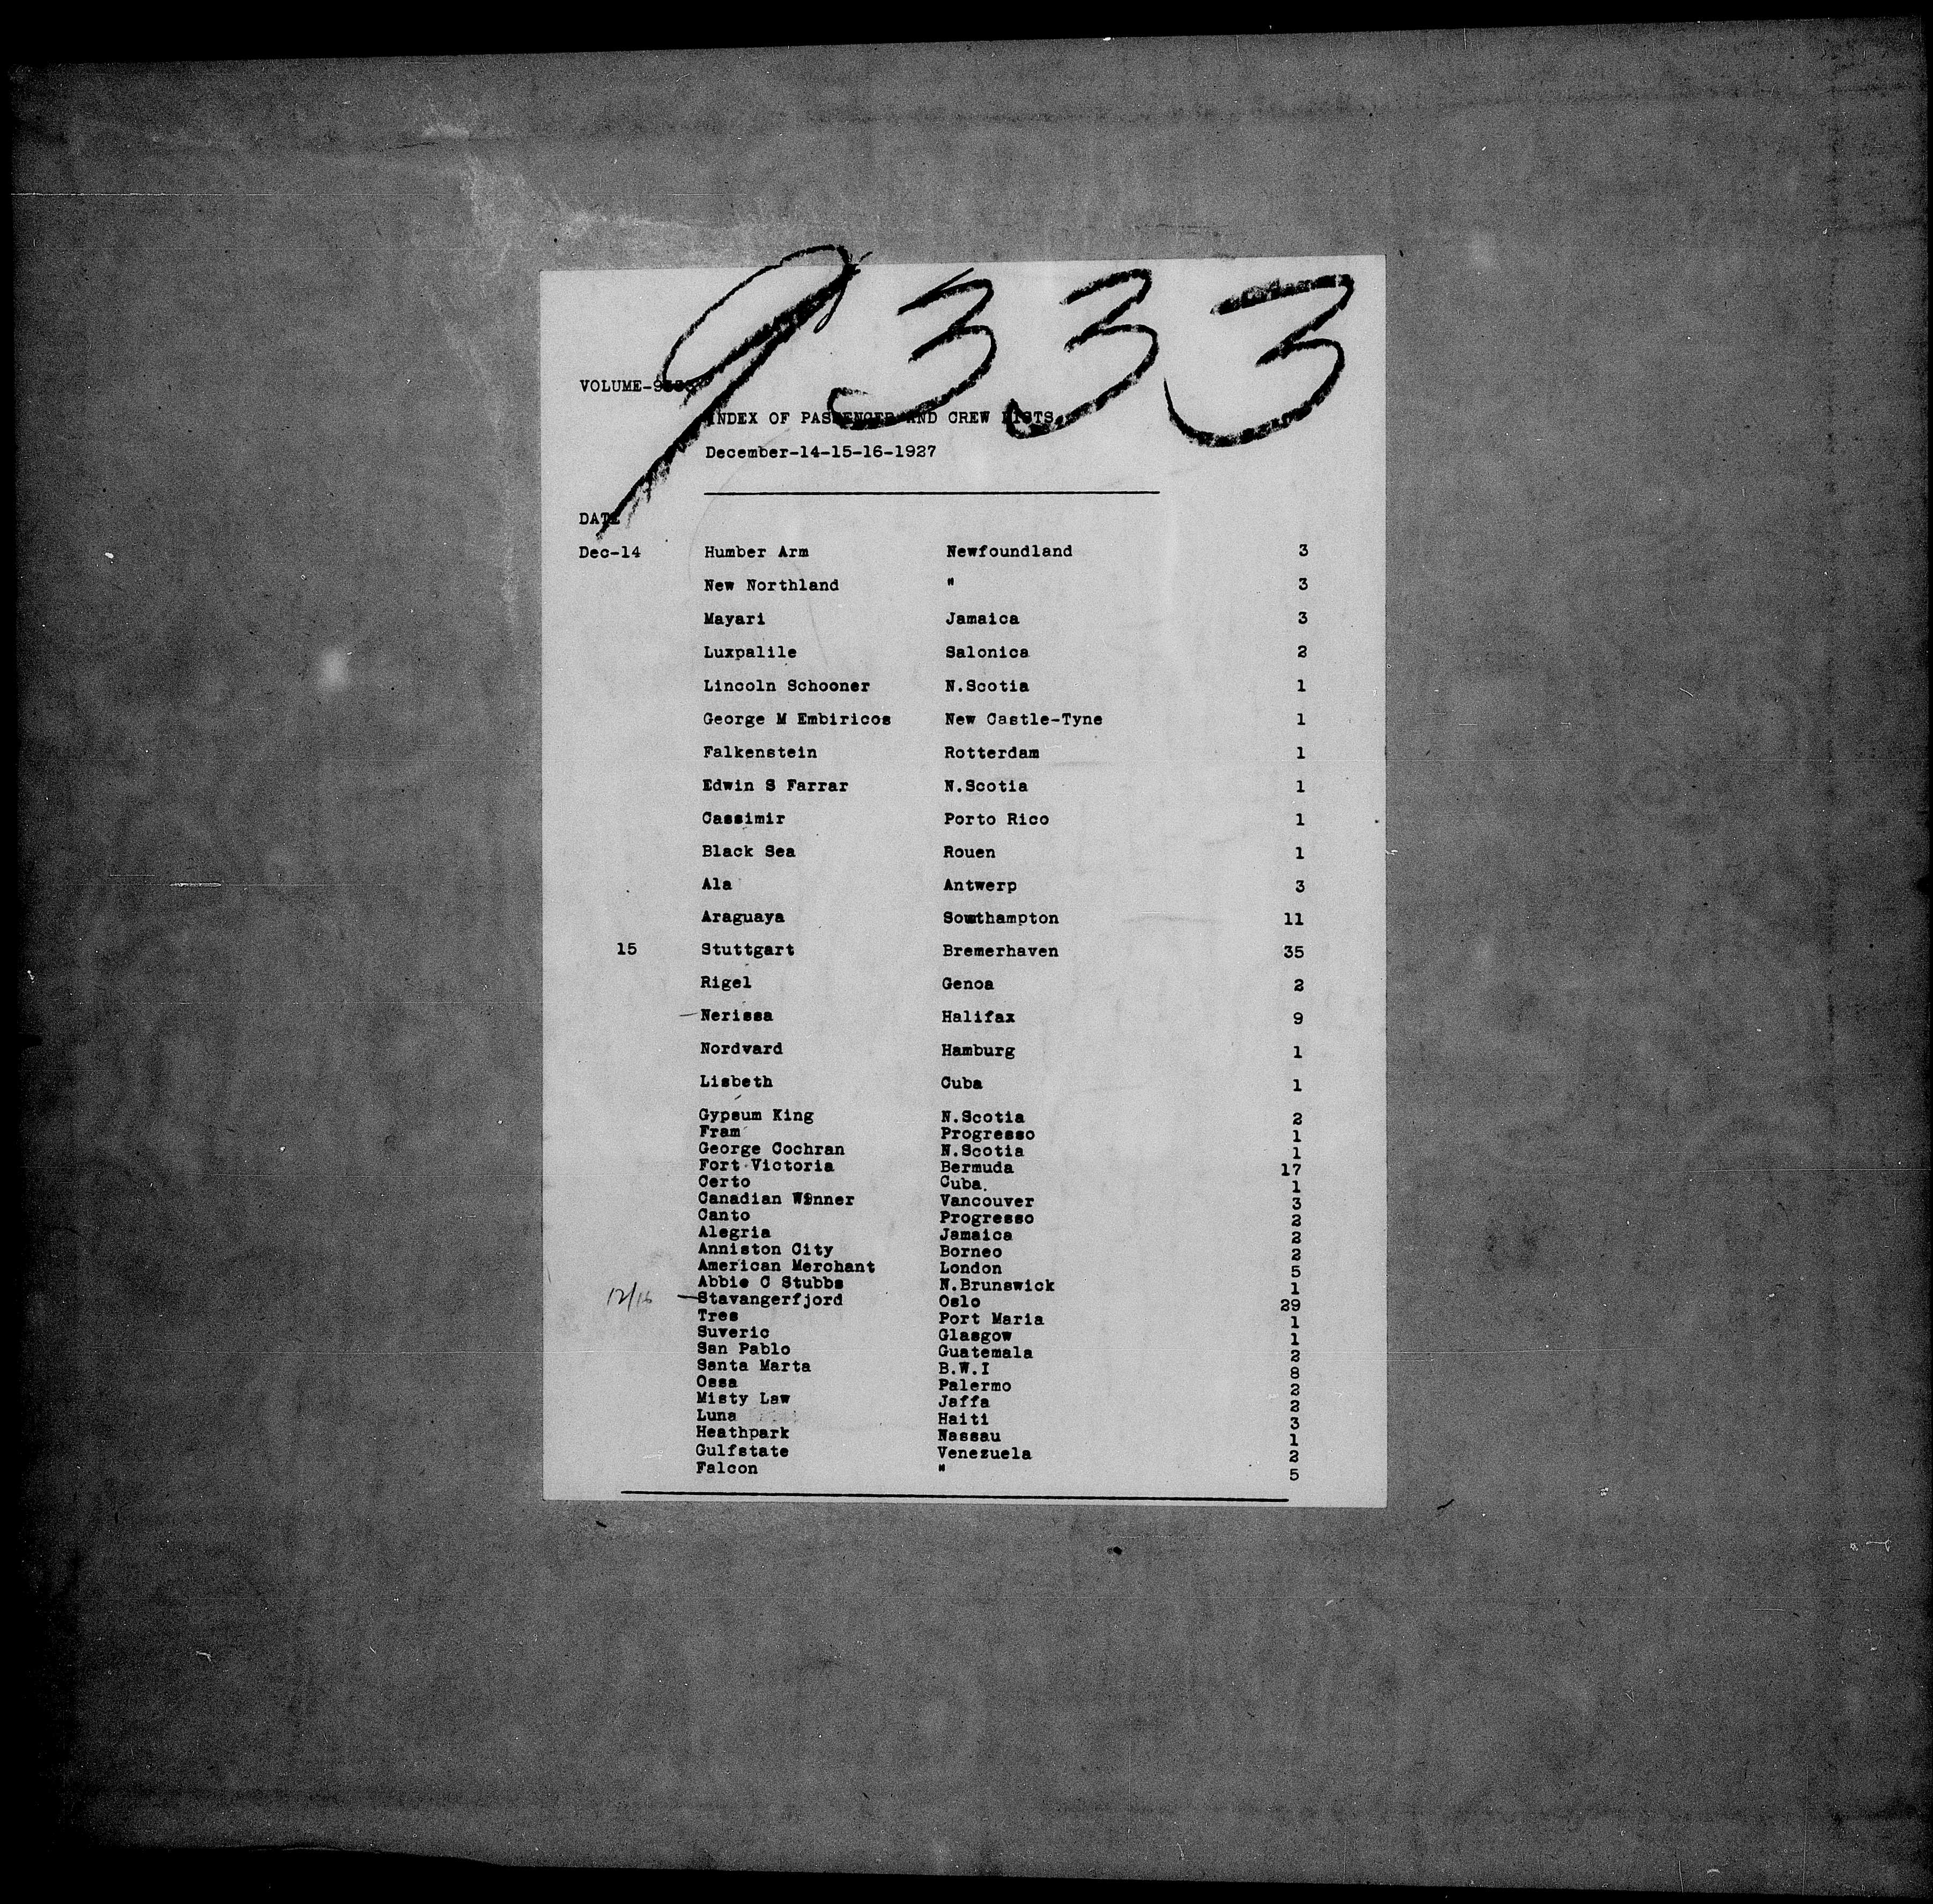 9333
VOLUME-9333
INDEX OF PASSENGER AND CREW LISTS
December-14-15-16-1927
DATE
Dec-14 Humber Arm Newfoundland 3
New Northland " 3
Mayari Jamaica 3
Luxpalile Salonica 2
Lincoln Schooner N.Scotia 1
George M Embiricos New Castle-Tyne 1
Falkenstein Rotterdam 1
Edwin S Farrar N.Scotia 1
Cassimir Porto Rico 1
Black Sea Rouen 1
Ala Antwerp 3
Araguaya Southampton 11
15 Stuttgart Bremerhaven 35
Rigel Genoa 2
Nerissa Halifax 9
Nordvard Hamburg 1
Lisbeth Cuba 1
Gypsum King N.Scotia 2
Fram Progresso 1
George Cochran N.Scotia 1
Fort Victoria Bermuda 17
Certo Cuba. 1
Canadian Winner Vancouver 3
Canto Progresso 2
Alegria Jamaica 2
Anniston City Borneo 2
American Merchant London 5
Abbie C Stubbs N.Brunswick 1
12/16 Stavangerfjord Oslo 29
Tres Port Maria 1
Suveric Glasgow 1
San Pablo Guatemala 2
Santa Marta B.W.I 8
Ossa Palermo 2
Misty Law Jaffa 2
Luna Haiti 3
Heathpark Nassau 1
Gulfstate Venezuela 2
Falcon " 5